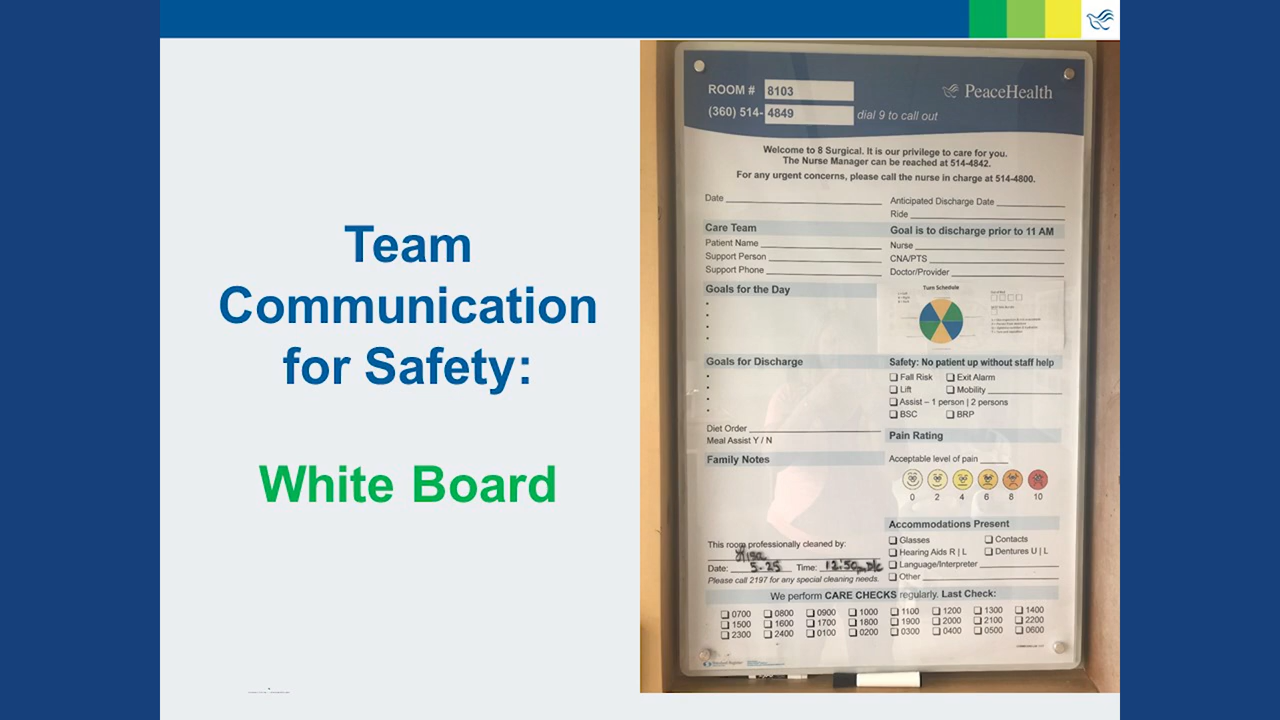 Team
Communication
for Safety:
White Board
ROOM # 8103
PeaceHealth
(360) 514- 4849 dial 9 to call out
Welcome to 8 Surgical. It is our privilege to care for you.
The Nurse Manager can be reached at 514-4842.
For any urgent concerns, please call the nurse in charge at 514-4800.
Date
Anticipated Discharge Date
Ride
Care Team
Patient Name
Support Person
Support Phone
Goal is to discharge prior to 11 AM
Nurse
CNA/PTS
Doctor/Provider
Goals for the Day
Turn Schedule
Goals for Discharge
Diet Order
Meal Assist Y / N
Safety: No patient up without staff help
Fall Risk Exit Alarm
Lift Mobility
Assist – 1 person | 2 persons
BSC BRP
Pain Rating
Acceptable level of pain
0 2 4 6 8 10
Family Notes
This room professionally cleaned by:
Date: 5-25 Time: 12:50pm
Please call 2197 for any special cleaning needs.
Accommodations Present
Glasses Contacts
Hearing Aids R | L Dentures U | L
Language/Interpreter
Other
We perform CARE CHECKS regularly. Last Check:
0700 0800 0900 1000 1100 1200 1300 1400
1500 1600 1700 1800 1900 2000 2100 2200
2300 2400 0100 0200 0300 0400 0500 0600